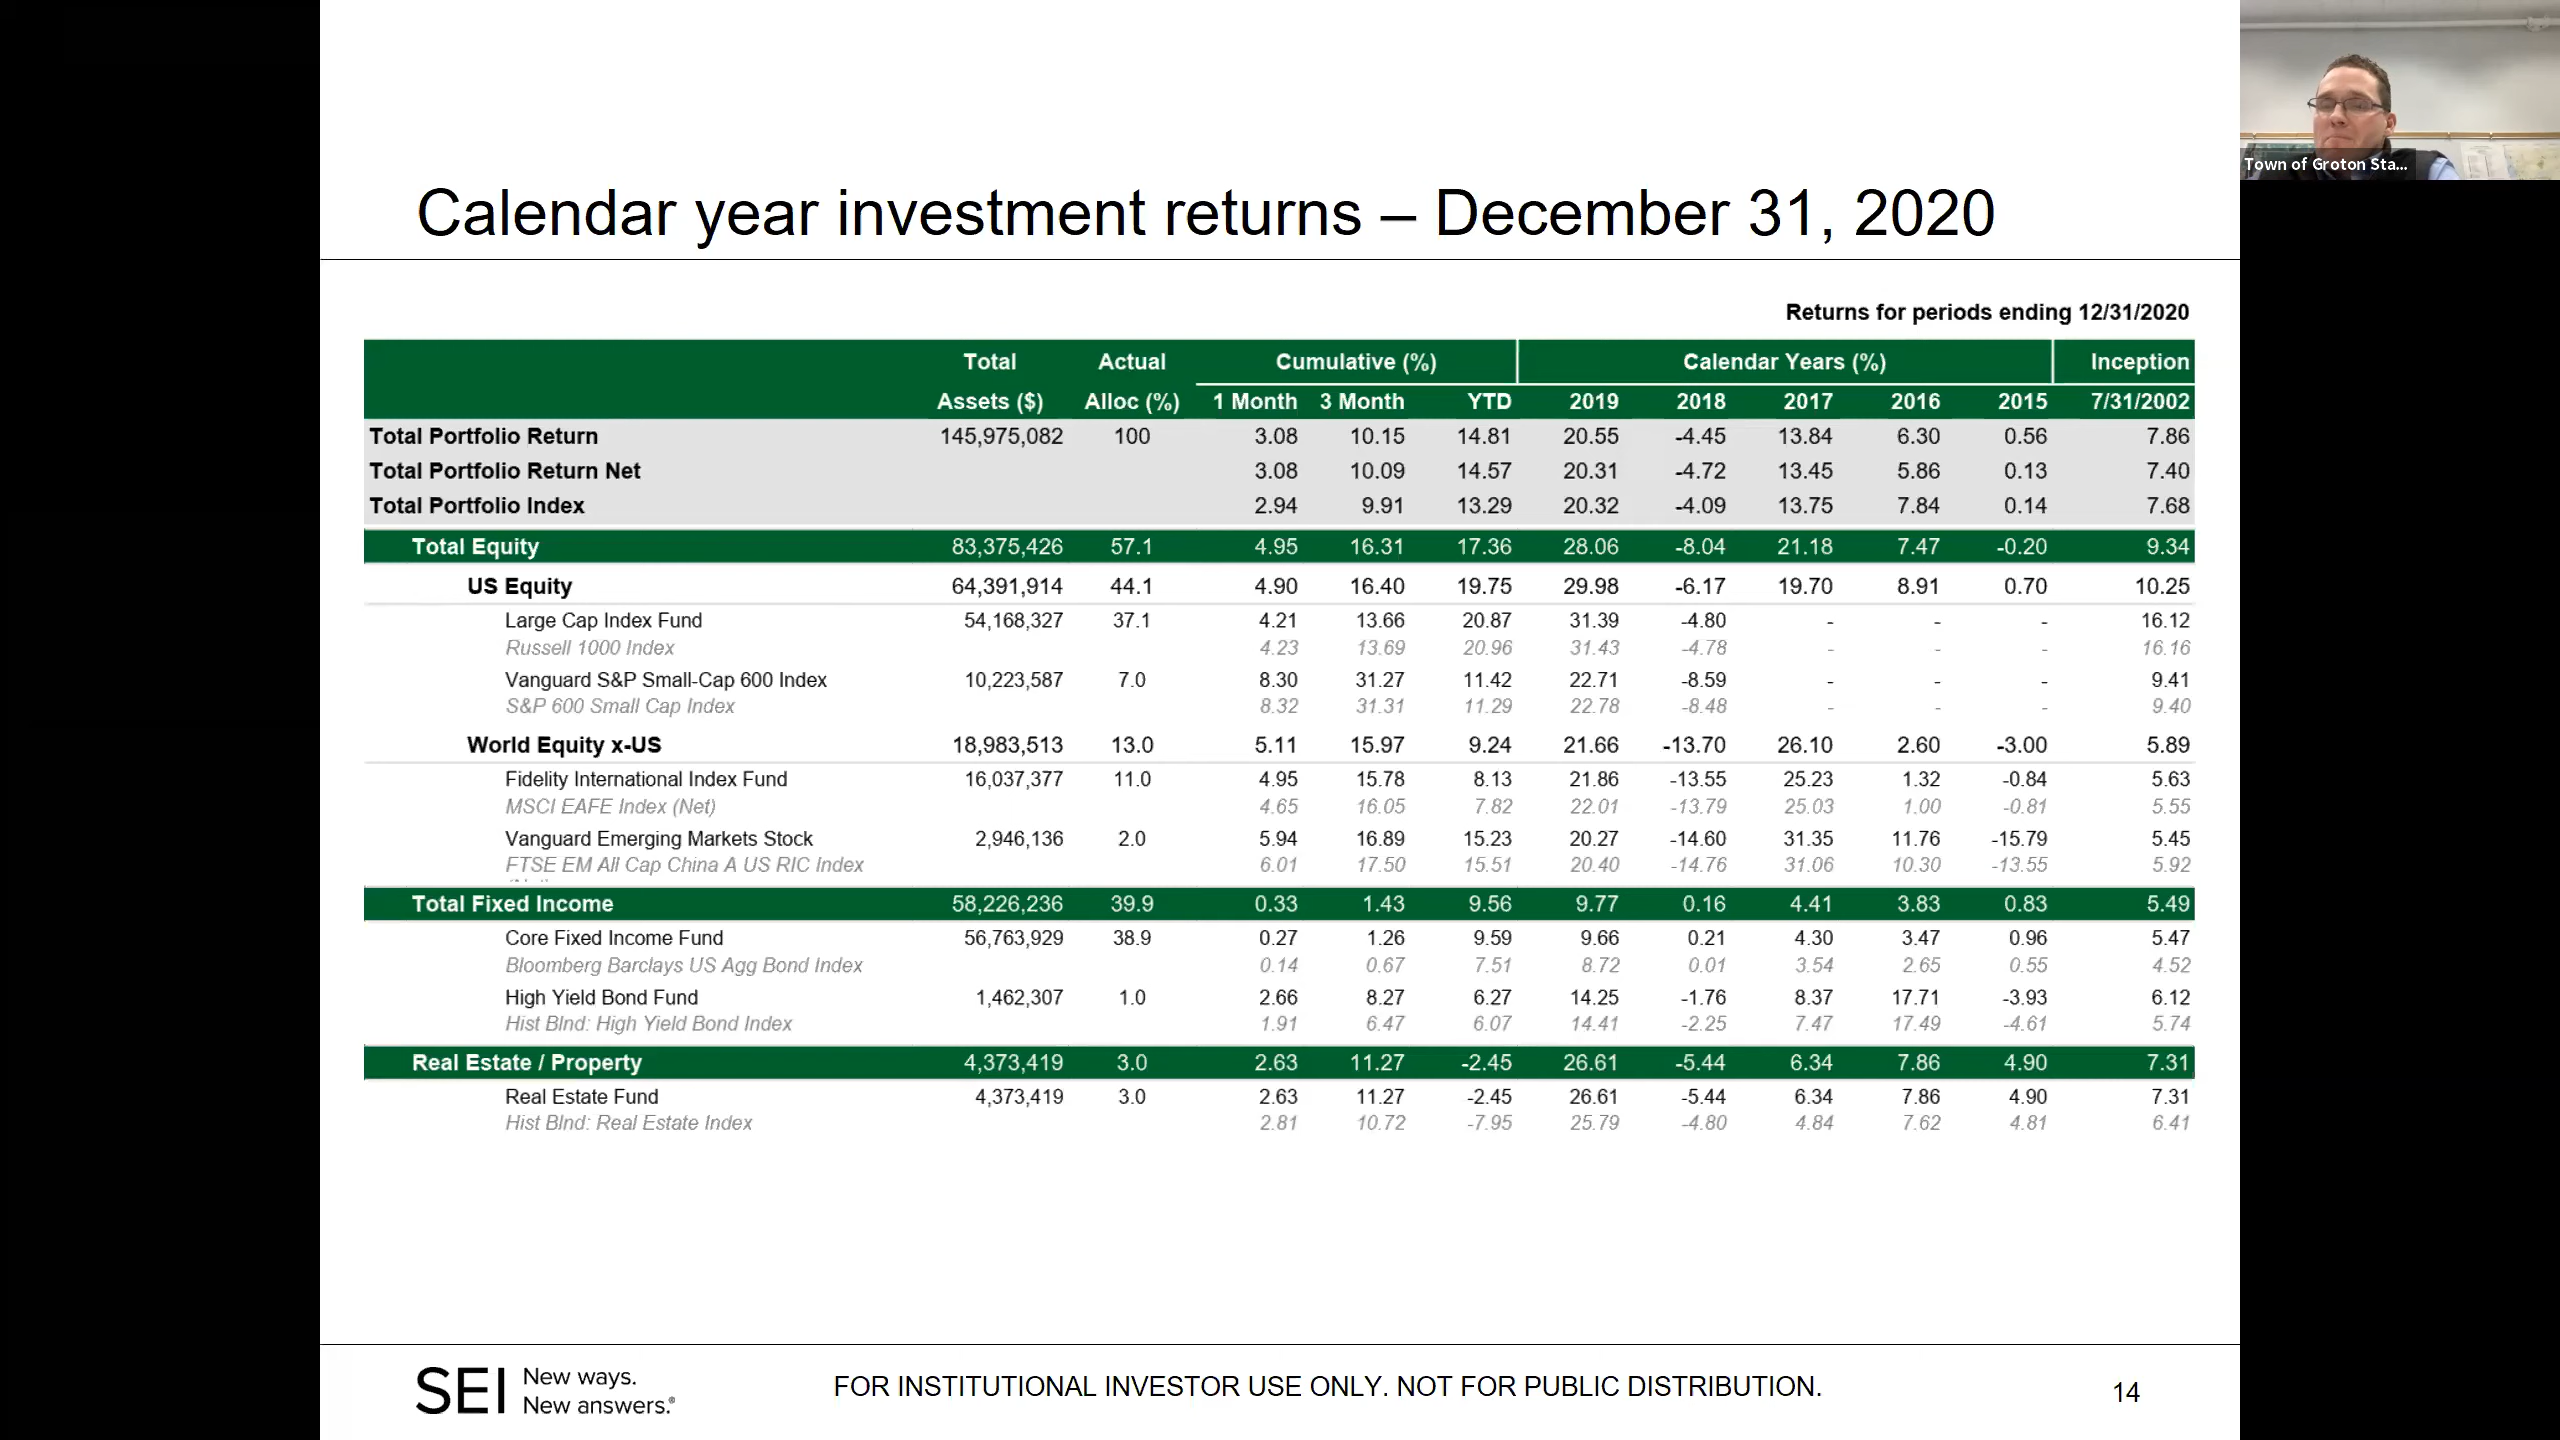 Town of Groton Sta...
Calendar year investment returns – December 31, 2020
Returns for periods ending 12/31/2020
Total Actual Cumulative (%) Calendar Years (%) Inception
Assets ($) Alloc (%) 1 Month 3 Month YTD 2019 2018 2017 2016 2015 7/31/2002
Total Portfolio Return 145,975,082 100 3.08 10.15 14.81 20.55 -4.45 13.84 6.30 0.56 7.86
Total Portfolio Return Net 3.08 10.09 14.57 20.31 -4.72 13.45 5.86 0.13 7.40
Total Portfolio Index 2.94 9.91 13.29 20.32 -4.09 13.75 7.84 0.14 7.68
Total Equity 83,375,426 57.1 4.95 16.31 17.36 28.06 -8.04 21.18 7.47 -0.20 9.34
US Equity 64,391,914 44.1 4.90 16.40 19.75 29.98 -6.17 19.70 8.91 0.70 10.25
Large Cap Index Fund 54,168,327 37.1 4.21 13.66 20.87 31.39 -4.80 - - - 16.12
Russell 1000 Index 4.23 13.69 20.96 31.43 -4.78 - - - 16.16
Vanguard S&P Small-Cap 600 Index 10,223,587 7.0 8.30 31.27 11.42 22.71 -8.59 - - - 9.41
S&P 600 Small Cap Index 8.32 31.31 11.29 22.78 -8.48 - - - 9.40
World Equity x-US 18,983,513 13.0 5.11 15.97 9.24 21.66 -13.70 26.10 2.60 -3.00 5.89
Fidelity International Index Fund 16,037,377 11.0 4.95 15.78 8.13 21.86 -13.55 25.23 1.32 -0.84 5.63
MSCI EAFE Index (Net) 4.65 16.05 7.82 22.01 -13.79 25.03 1.00 -0.81 5.55
Vanguard Emerging Markets Stock 2,946,136 2.0 5.94 16.89 15.23 20.27 -14.60 31.35 11.76 -15.79 5.45
FTSE EM All Cap China A US RIC Index 6.01 17.50 15.51 20.40 -14.76 31.06 10.30 -13.55 5.92
Total Fixed Income 58,226,236 39.9 0.33 1.43 9.56 9.77 0.16 4.41 3.83 0.83 5.49
Core Fixed Income Fund 56,763,929 38.9 0.27 1.26 9.59 9.66 0.21 4.30 3.47 0.96 5.47
Bloomberg Barclays US Agg Bond Index 0.14 0.67 7.51 8.72 0.01 3.54 2.65 0.55 4.52
High Yield Bond Fund 1,462,307 1.0 2.66 8.27 6.27 14.25 -1.76 8.37 17.71 -3.93 6.12
Hist Blnd: High Yield Bond Index 1.91 6.47 6.07 14.41 -2.25 7.47 17.49 -4.61 5.74
Real Estate / Property 4,373,419 3.0 2.63 11.27 -2.45 26.61 -5.44 6.34 7.86 4.90 7.31
Real Estate Fund 4,373,419 3.0 2.63 11.27 -2.45 26.61 -5.44 6.34 7.86 4.90 7.31
Hist Blnd: Real Estate Index 2.81 10.72 -7.95 25.79 -4.80 4.84 7.62 4.81 6.41
SEI New ways.
New answers.®
FOR INSTITUTIONAL INVESTOR USE ONLY. NOT FOR PUBLIC DISTRIBUTION.
14